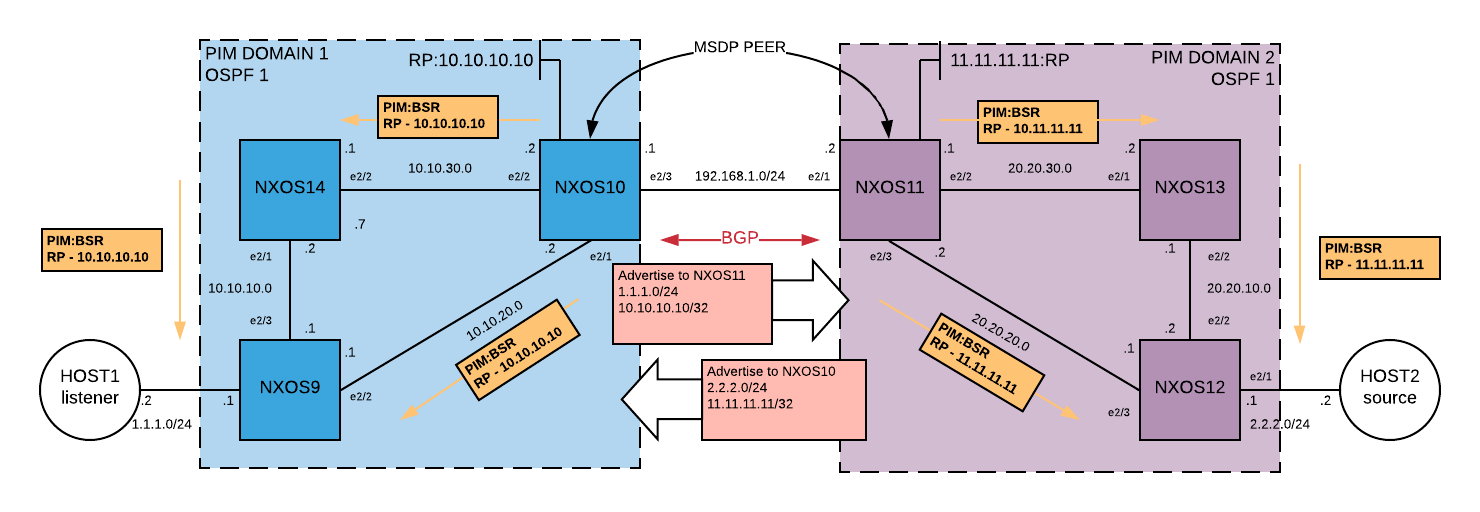 PIM DOMAIN 1
OSPF 1
RP:10.10.10.10
MSDP PEER
11.11.11.11:RP
PIM DOMAIN 2
OSPF 1
PIM:BSR
RP - 10.10.10.10
PIM:BSR
RP - 10.11.11.11
NXOS14
.1
e2/2
10.10.30.0
.2
e2/2
NXOS10
.1
e2/3
192.168.1.0/24
.2
e2/1
NXOS11
.1
e2/2
20.20.30.0
.2
e2/1
NXOS13
.7
PIM:BSR
RP - 10.10.10.10
e2/1
.2
10.10.10.0
e2/3
.1
.2
e2/1
BGP
e2/3
.2
.1
e2/2
20.20.10.0
.2
e2/2
PIM:BSR
RP - 11.11.11.11
Advertise to NXOS11
1.1.1.0/24
10.10.10.10/32
10.10.20.0
PIM:BSR
RP - 10.10.10.10
20.20.20.0
PIM:BSR
RP - 11.11.11.11
Advertise to NXOS10
2.2.2.0/24
11.11.11.11/32
HOST1
listener
.2
1.1.1.0/24
.1
NXOS9
.1
e2/2
.1
e2/3
NXOS12
e2/1
.1
2.2.2.0/24
.2
HOST2
source